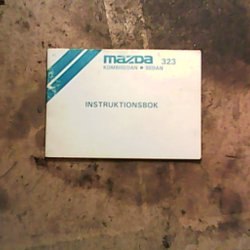 mazda 323
KOMBISEDAN ★ SEDAN
INSTRUKTIONSBOK